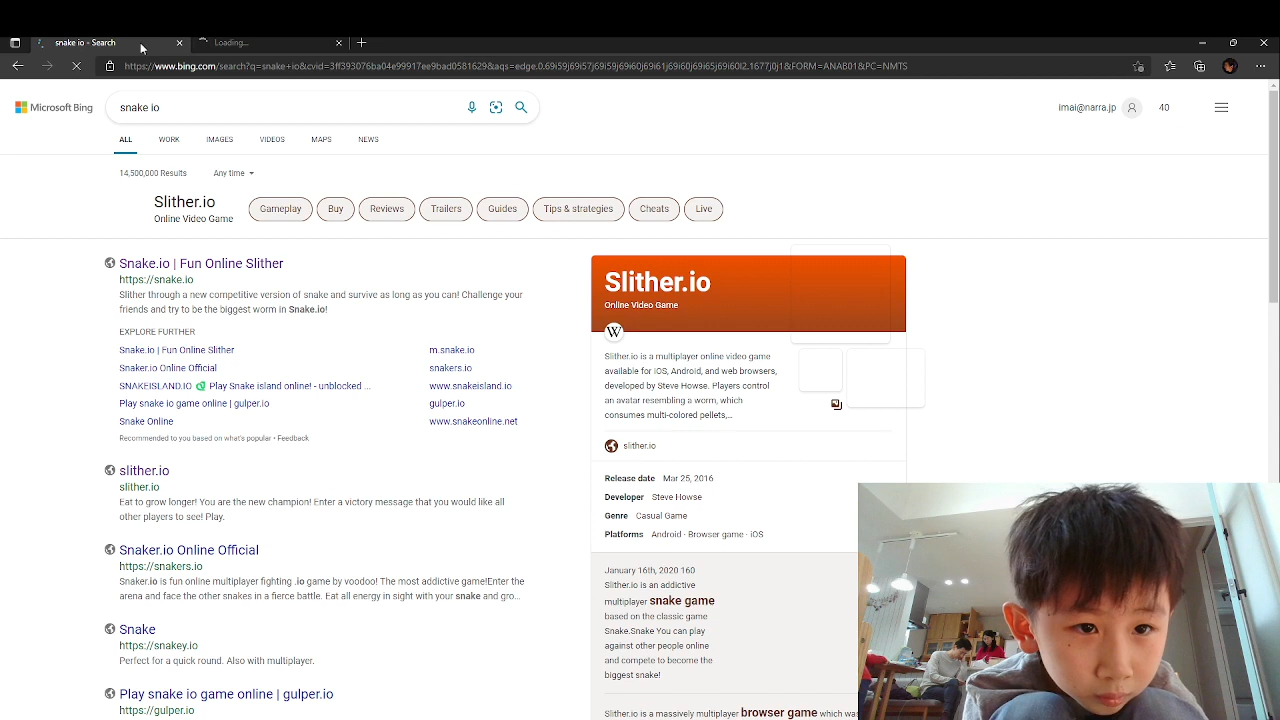 snake io - Search
Loading...
https://www.bing.com/search?q=snake+io&cvid=3ff393076ba04e99917ee9bad0581629&aqs=edge.0.69i59j69i57j69i59j69i60j69i61j69i60j69i65j69i60l2.1677j0j1&FORM=ANAB01&PC=NMTS
Microsoft Bing
snake io
imai@narra.jp
40
ALL WORK IMAGES VIDEOS MAPS NEWS
14,500,000 Results Any time
Slither.io
Online Video Game
Gameplay Buy Reviews Trailers Guides Tips & strategies Cheats Live
Snake.io | Fun Online Slither
https://snake.io
Slither through a new competitive version of snake and survive as long as you can! Challenge your
friends and try to be the biggest worm in Snake.io!
EXPLORE FURTHER
Snake.io | Fun Online Slither m.snake.io
Snaker.io Online Official snakers.io
SNAKEISLAND.IO Play Snake island online! - unblocked ... www.snakeisland.io
Play snake io game online | gulper.io gulper.io
Snake Online www.snakeonline.net
Recommended to you based on what's popular • Feedback
slither.io
slither.io
Eat to grow longer! You are the new champion! Enter a victory message that you would like all
other players to see! Play.
Snaker.io Online Official
https://snakers.io
Snaker.io is fun online multiplayer fighting .io game by voodoo! The most addictive game!Enter the
arena and face the other snakes in a fierce battle. Eat all energy in sight with your snake and gro...
Snake
https://snakey.io
Perfect for a quick round. Also with multiplayer.
Play snake io game online | gulper.io
https://gulper.io
Slither.io
Online Video Game
W
Slither.io is a multiplayer online video game
available for iOS, Android, and web browsers,
developed by Steve Howse. Players control
an avatar resembling a worm, which
consumes multi-colored pellets,...
slither.io
Release date Mar 25, 2016
Developer Steve Howse
Genre Casual Game
Platforms Android · Browser game · iOS
January 16th, 2020 160
Slither.io is an addictive
multiplayer snake game
based on the classic game
Snake.Snake You can play
against other people online
and compete to become the
biggest snake!
Slither.io is a massively multiplayer browser game which was